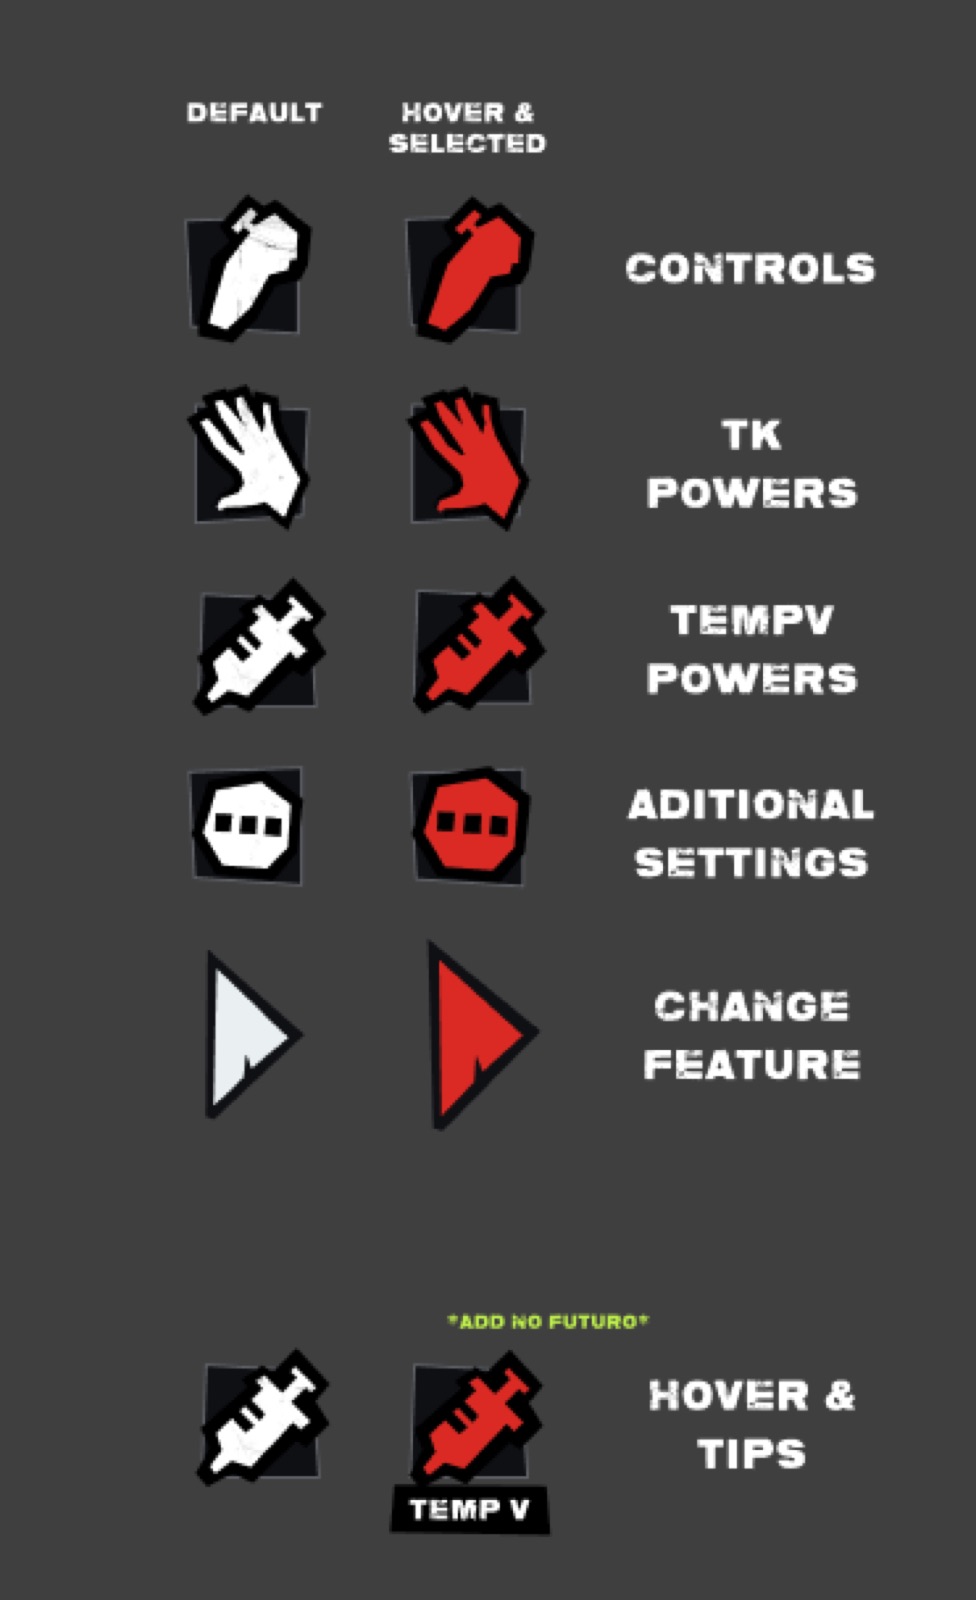 DEFAULT
HOVER &
SELECTED
CONTROLS
TK
POWERS
TEMPV
POWERS
ADITIONAL
SETTINGS
CHANGE
FEATURE
*ADD NO FUTURO*
HOVER &
TIPS
TEMP V